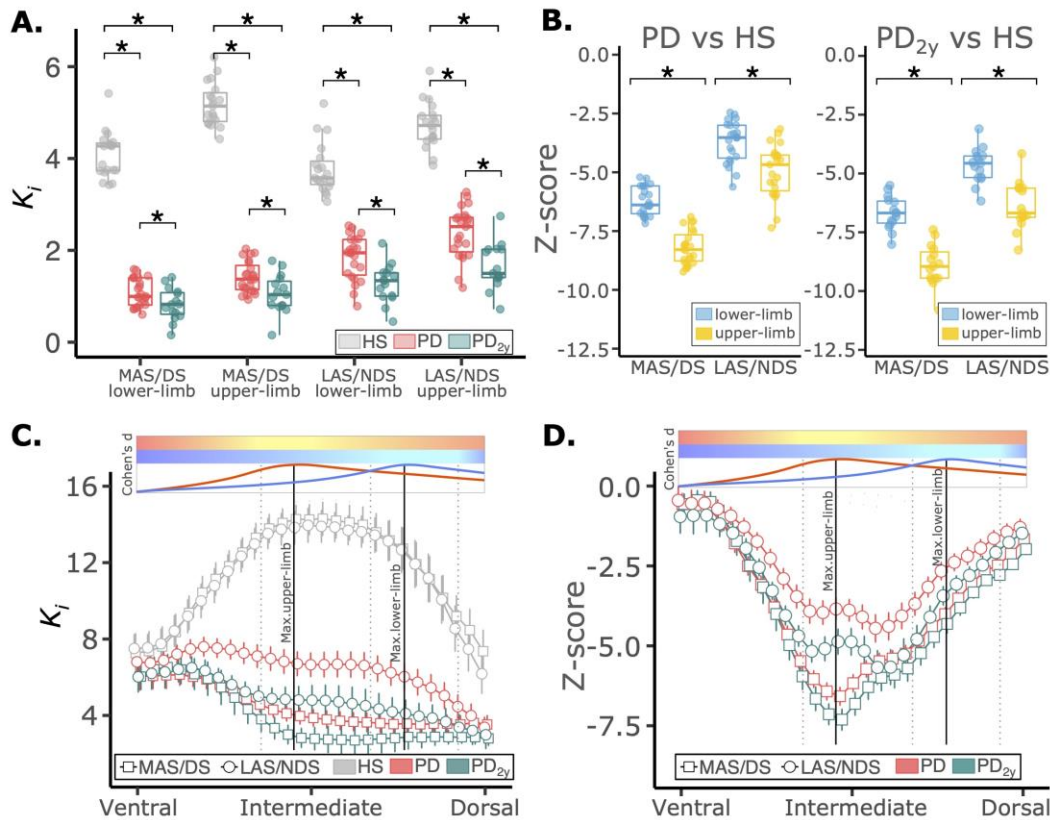 A.
*
*
*
*
*
*
*
*
*
*
*
*
6
4
2
0
Ki
HS PD PD2y
MAS/DS lower-limb
MAS/DS upper-limb
LAS/NDS lower-limb
LAS/NDS upper-limb
B.
PD vs HS
PD2y vs HS
*
*
*
*
0.0
-2.5
-5.0
-7.5
-10.0
-12.5
Z-score
lower-limb
upper-limb
MAS/DS LAS/NDS
0.0
-2.5
-5.0
-7.5
-10.0
-12.5
lower-limb
upper-limb
MAS/DS LAS/NDS
C.
Cohen's d
16
12
8
4
Ki
Max.upper-limb
Max.lower-limb
MAS/DS LAS/NDS HS PD PD2y
Ventral Intermediate Dorsal
D.
Cohen's d
0.0
-2.5
-5.0
-7.5
Z-score
Max.upper-limb
Max.lower-limb
MAS/DS LAS/NDS PD PD2y
Ventral Intermediate Dorsal